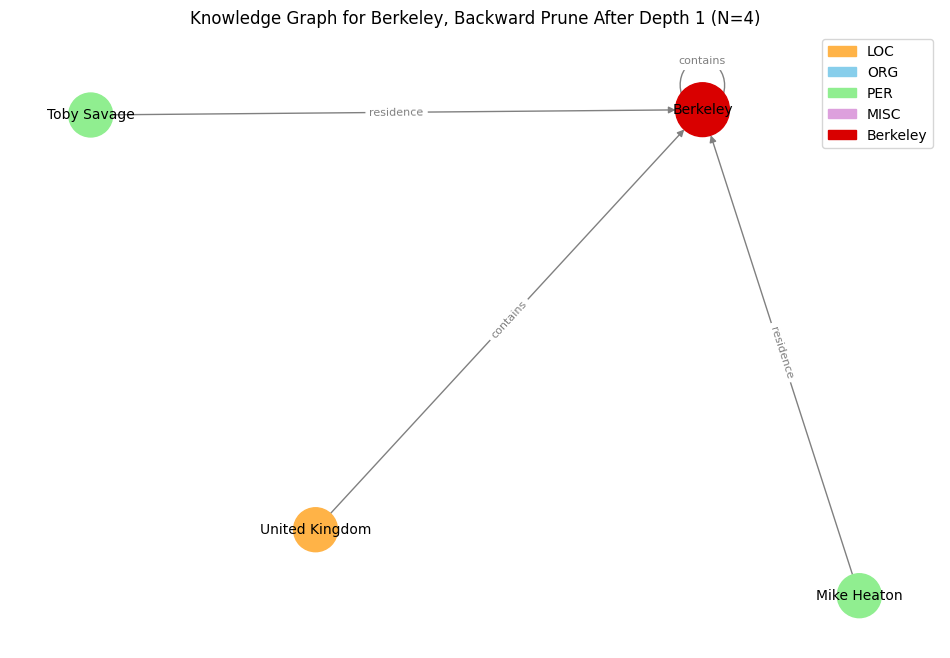 Knowledge Graph for Berkeley, Backward Prune After Depth 1 (N=4)
LOC
ORG
PER
MISC
Berkeley
contains
Berkeley
Toby Savage
residence
contains
residence
United Kingdom
Mike Heaton